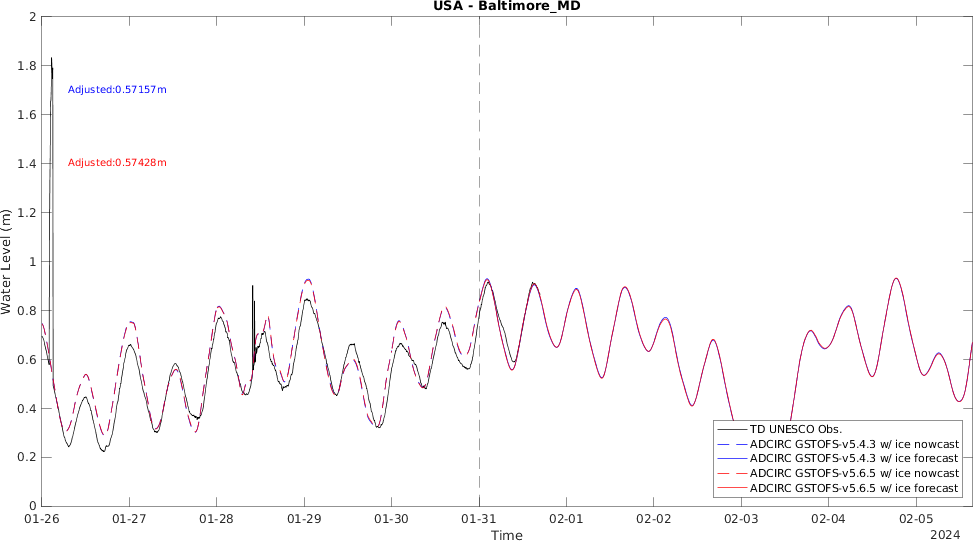 USA - Baltimore_MD
2
1.8
Adjusted:0.57157m
1.6
1.4
Adjusted:0.57428m
1.2
1
0.8
0.6
0.4
0.2
0
Water Level (m)
TD UNESCO Obs.
ADCIRC GSTOFS-v5.4.3 w/ ice nowcast
ADCIRC GSTOFS-v5.4.3 w/ ice forecast
ADCIRC GSTOFS-v5.6.5 w/ ice nowcast
ADCIRC GSTOFS-v5.6.5 w/ ice forecast
01-26 01-27 01-28 01-29 01-30 01-31 02-01 02-02 02-03 02-04 02-05
Time
2024